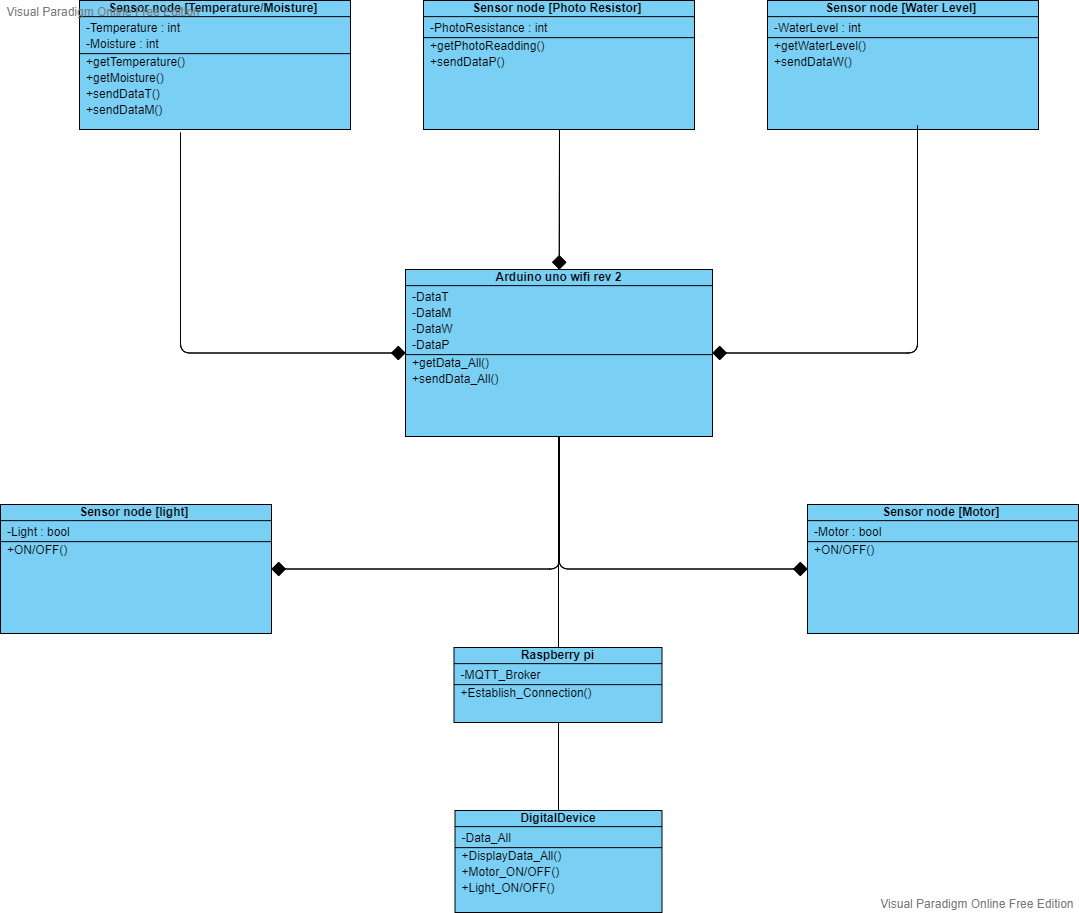 Visual Paradigm Online Free Edition
Sensor node [Temperature/Moisture]
-Temperature : int
-Moisture : int
+getTemperature()
+getMoisture()
+sendDataT()
+sendDataM()
Sensor node [Photo Resistor]
-PhotoResistance : int
+getPhotoReadding()
+sendDataP()
Sensor node [Water Level]
-WaterLevel : int
+getWaterLevel()
+sendDataW()
Arduino uno wifi rev 2
-DataT
-DataM
-DataW
-DataP
+getData_All()
+sendData_All()
Sensor node [light]
-Light : bool
+ON/OFF()
Sensor node [Motor]
-Motor : bool
+ON/OFF()
Raspberry pi
-MQTT_Broker
+Establish_Connection()
DigitalDevice
-Data_All
+DisplayData_All()
+Motor_ON/OFF()
+Light_ON/OFF()
Visual Paradigm Online Free Edition